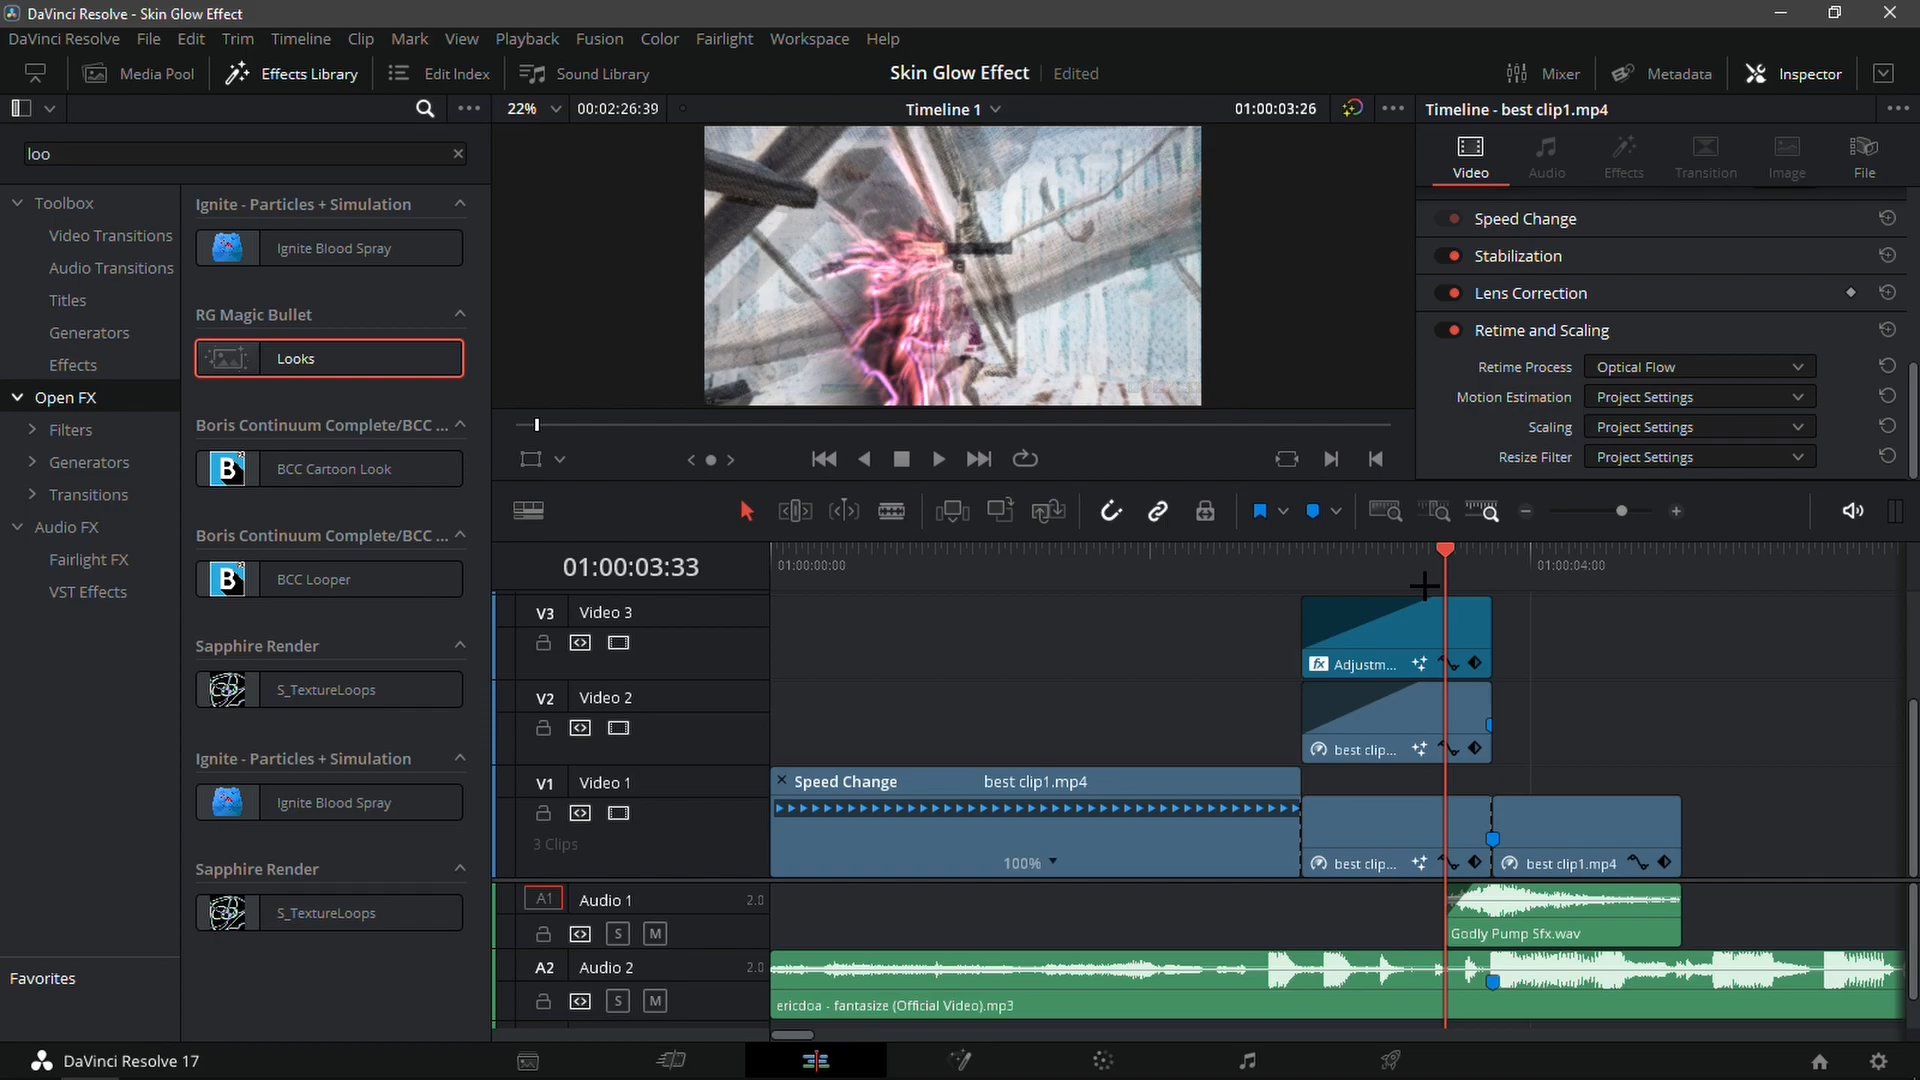 DaVinci Resolve - Skin Glow Effect
DaVinci Resolve File Edit Trim Timeline Clip Mark View Playback Fusion Color Fairlight Workspace Help
Media Pool Effects Library Edit Index Sound Library Skin Glow Effect Edited Mixer Metadata Inspector
22% 00:02:26:39 Timeline 1 01:00:03:26 Timeline - best clip1.mp4
loo
Video Audio Effects Transition Image File
Toolbox
Video Transitions
Audio Transitions
Titles
Generators
Effects
Open FX
Filters
Generators
Transitions
Audio FX
Fairlight FX
VST Effects
Favorites
Ignite - Particles + Simulation
Ignite Blood Spray
RG Magic Bullet
Looks
Boris Continuum Complete/BCC ...
BCC Cartoon Look
Boris Continuum Complete/BCC ...
BCC Looper
Sapphire Render
S_TextureLoops
Ignite - Particles + Simulation
Ignite Blood Spray
Sapphire Render
S_TextureLoops
Speed Change
Stabilization
Lens Correction
Retime and Scaling
Retime Process Optical Flow
Motion Estimation Project Settings
Scaling Project Settings
Resize Filter Project Settings
01:00:03:33 01:00:00:00 01:00:04:00
V3 Video 3
fx Adjustm...
V2 Video 2
best clip...
V1 Video 1
Speed Change best clip1.mp4
3 Clips
100% best clip... best clip1.mp4
A1 Audio 1 2.0
S M Godly Pump Sfx.wav
A2 Audio 2 2.0
S M ericdoa - fantasize (Official Video).mp3
DaVinci Resolve 17